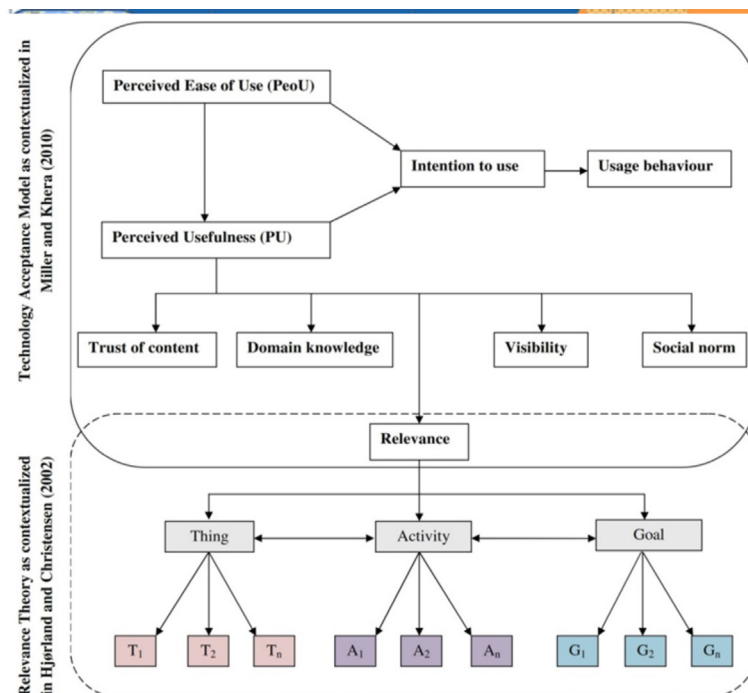 Technology Acceptance Model as contextualized in
Miller and Khera (2010)
Perceived Ease of Use (PeoU)
Intention to use
Usage behaviour
Perceived Usefulness (PU)
Trust of content
Domain knowledge
Visibility
Social norm
Relevance Theory as contextualized
in Hjørland and Christensen (2002)
Relevance
Thing
Activity
Goal
T1
T2
Tn
A1
A2
An
G1
G2
Gn